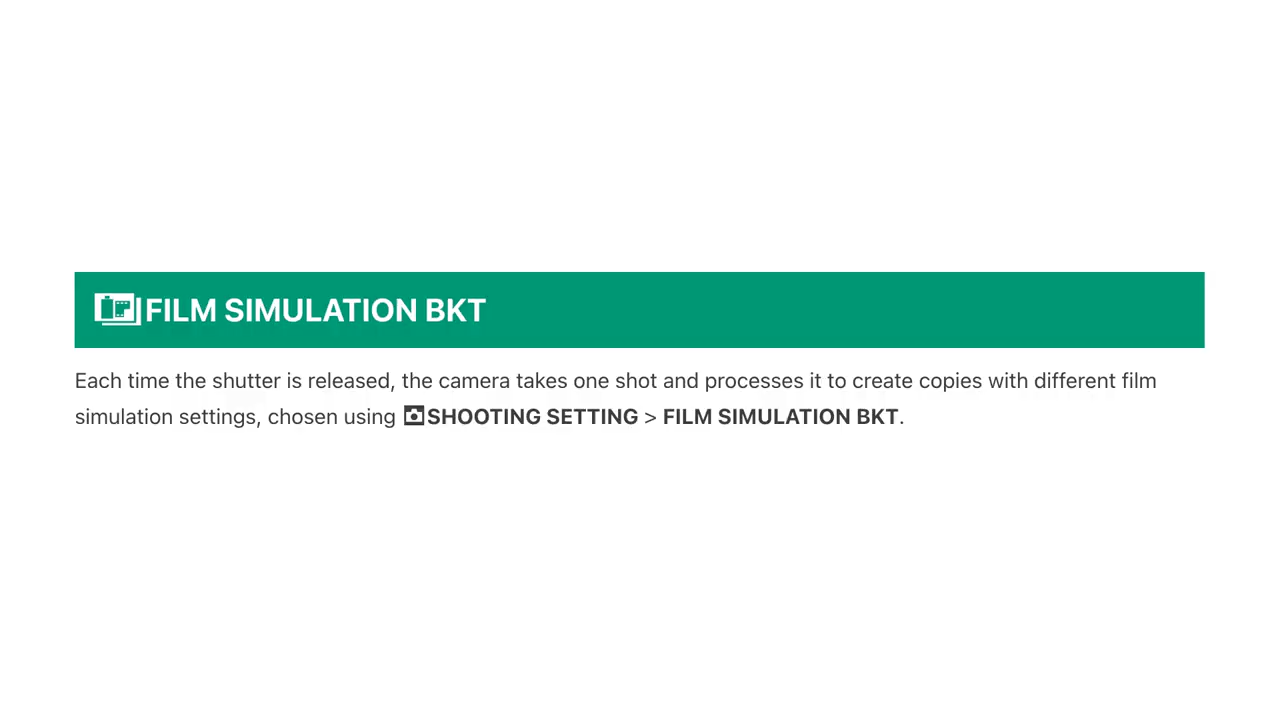 FILM SIMULATION BKT
Each time the shutter is released, the camera takes one shot and processes it to create copies with different film
simulation settings, chosen using SHOOTING SETTING > FILM SIMULATION BKT.